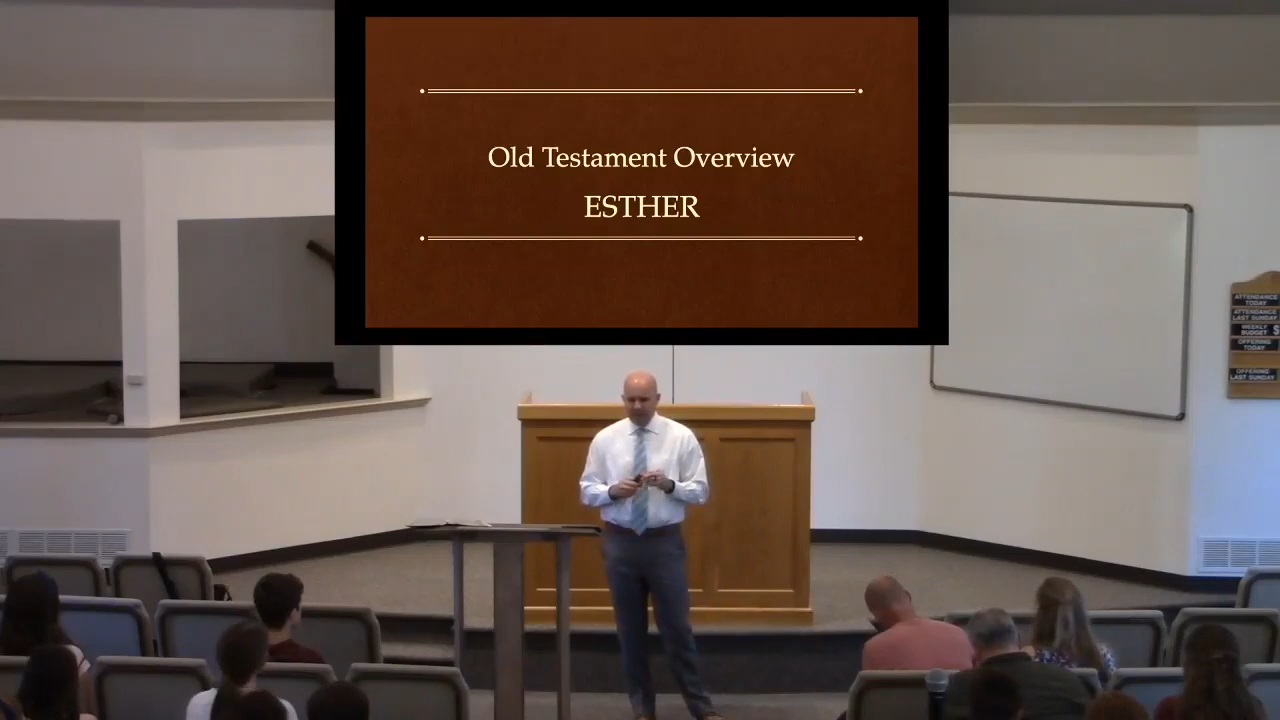 Old Testament Overview
ESTHER
ATTENDANCE
TODAY
ATTENDANCE
LAST SUNDAY
WEEKLY
BUDGET $
OFFERING
TODAY
OFFERING
LAST SUNDAY